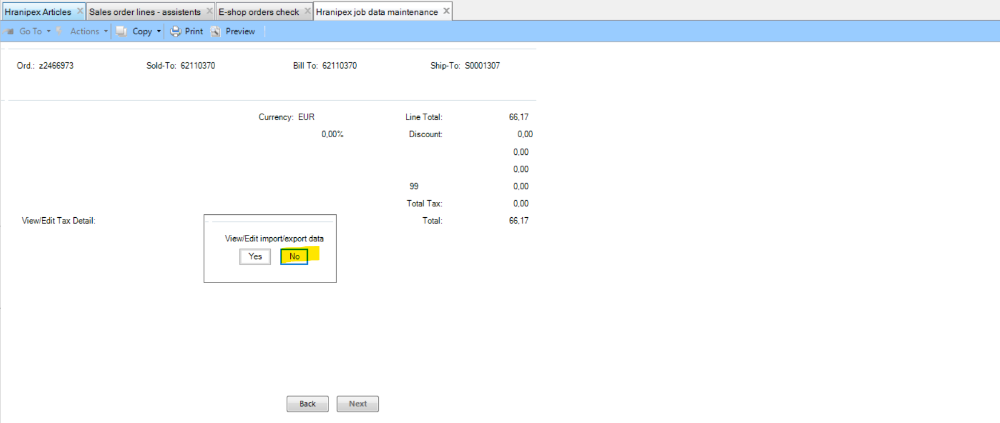 Hranipex Articles Sales order lines - assistents E-shop orders check Hranipex job data maintenance
Go To Actions Copy Print Preview
Ord.: z2466973 Sold-To: 62110370 Bill To: 62110370 Ship-To: S0001307
Currency: EUR Line Total: 66,17
0,00% Discount: 0,00
0,00
0,00
99 0,00
Total Tax: 0,00
View/Edit Tax Detail: Total: 66,17
View/Edit import/export data
Yes No
Back Next